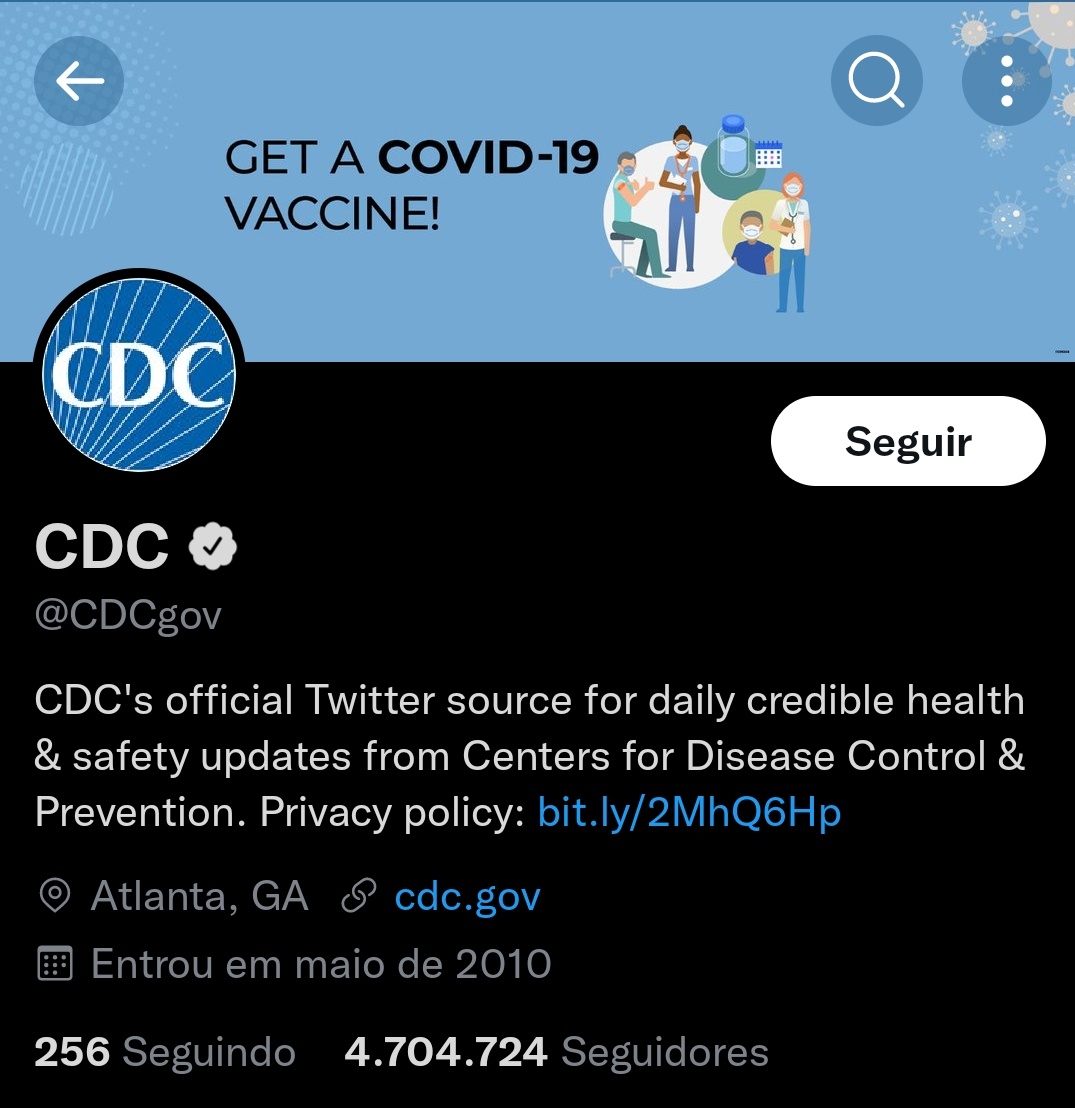 GET A COVID-19
VACCINE!
CDC
Seguir
CDC
@CDCgov
CDC's official Twitter source for daily credible health
& safety updates from Centers for Disease Control &
Prevention. Privacy policy: bit.ly/2MhQ6Hp
Atlanta, GA cdc.gov
Entrou em maio de 2010
256 Seguindo 4.704.724 Seguidores